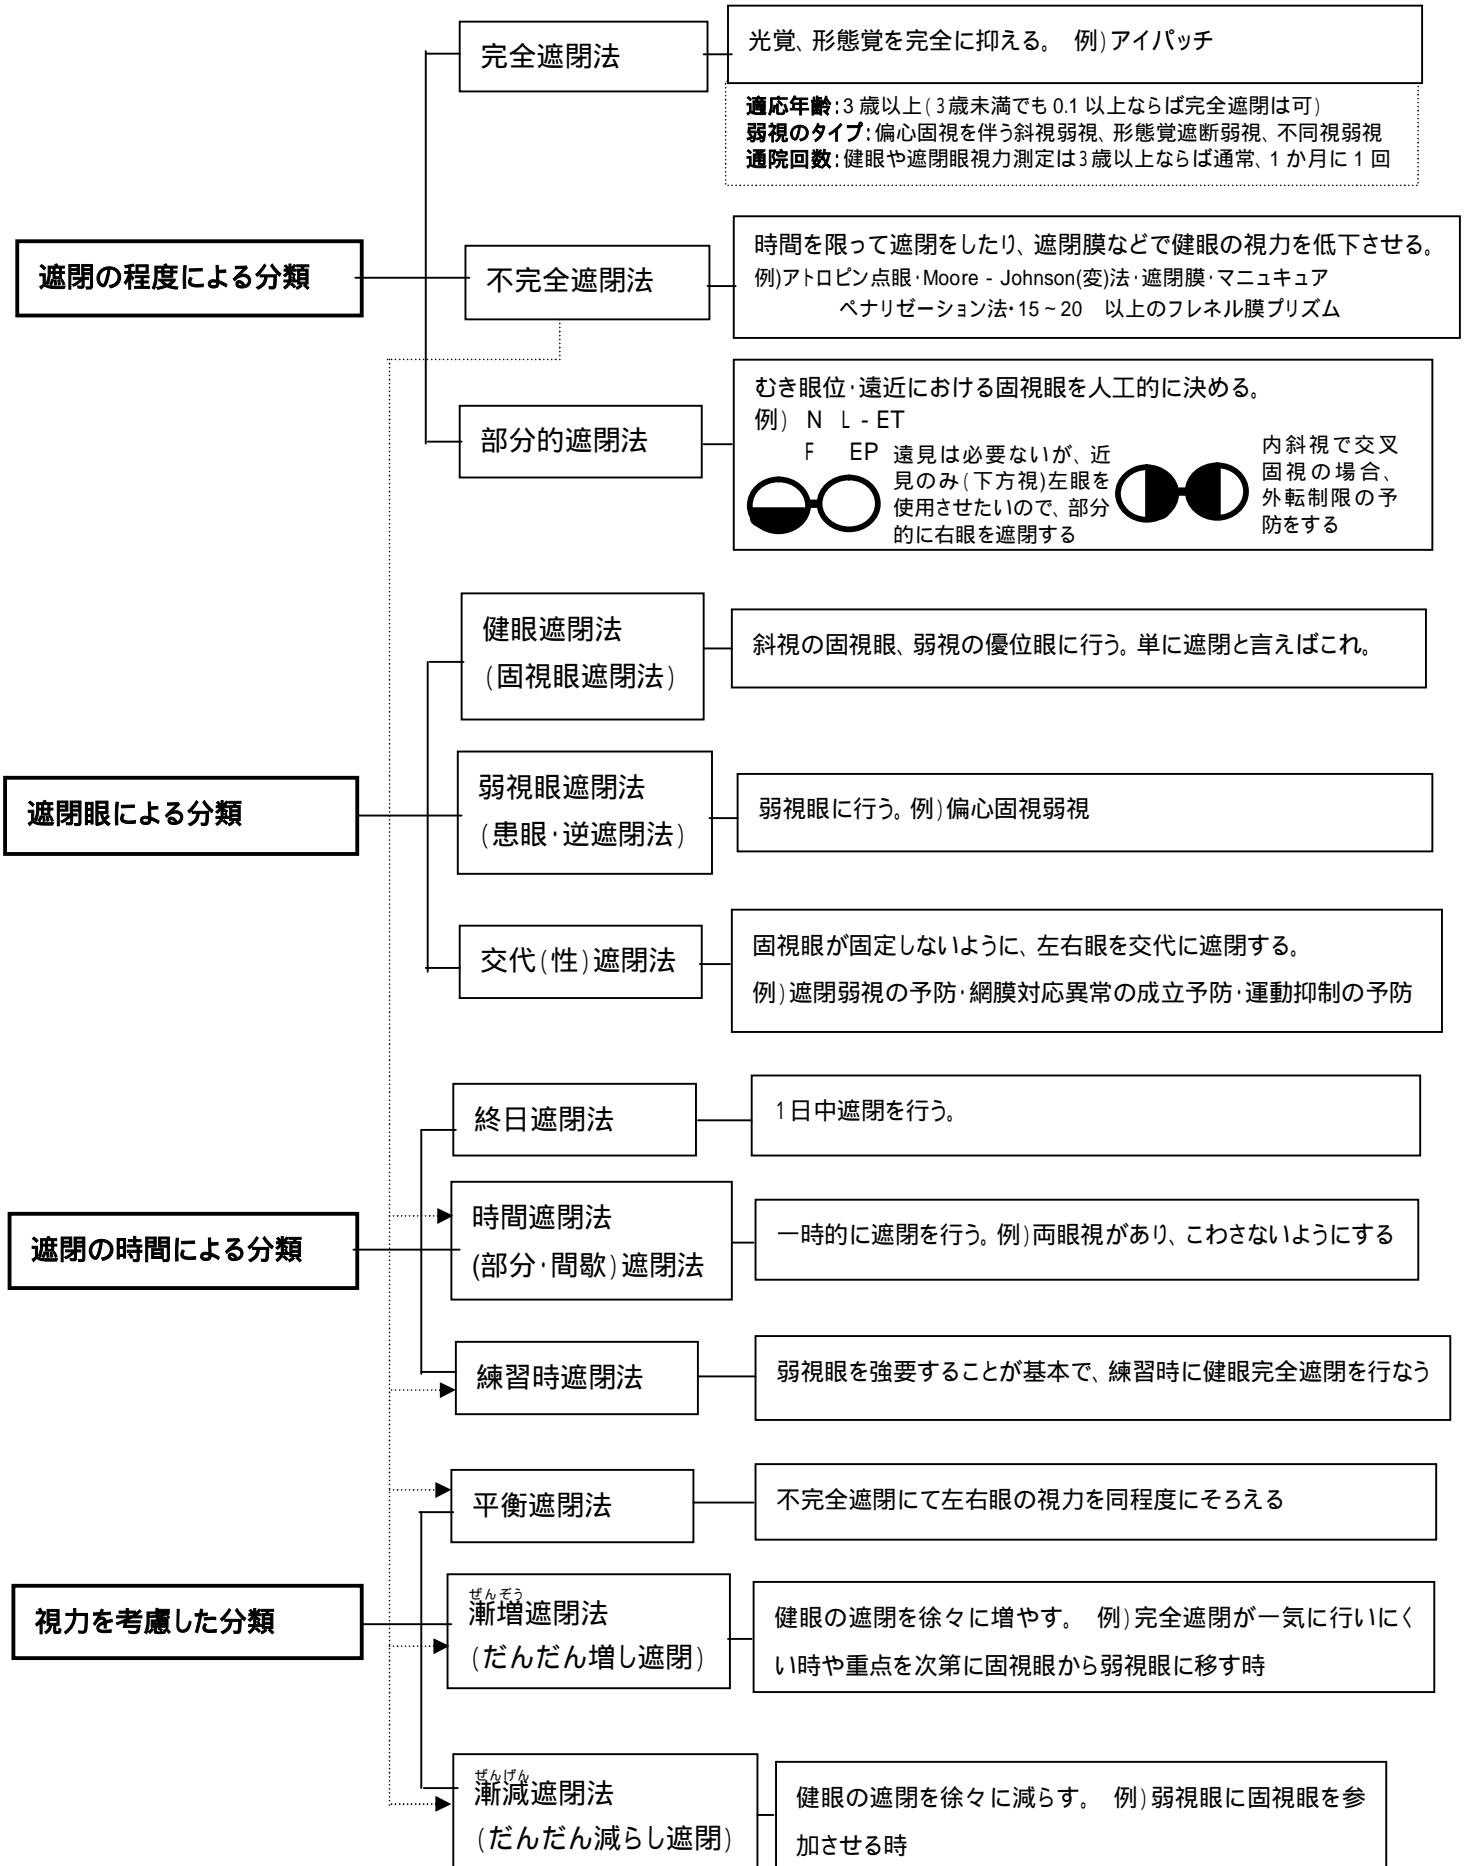 完全遮閉法
光覚、形態覚を完全に抑える。 例)アイパッチ
適応年齢:3歳以上(3歳未満でも0.1以上ならば完全遮閉は可)
弱視のタイプ:偏心固視を伴う斜視弱視、形態覚遮断弱視、不同視弱視
通院回数:健眼や遮閉眼視力測定は3歳以上ならば通常、1か月に1回
遮閉の程度による分類
不完全遮閉法
時間を限って遮閉をしたり、遮閉膜などで健眼の視力を低下させる。
例)アトロピン点眼・Moore - Johnson(変)法・遮閉膜・マニュキュア
ペナリゼーション法・15~20 以上のフレネル膜プリズム
部分的遮閉法
むき眼位・遠近における固視眼を人工的に決める。
例) N L - ET
F EP
遠見は必要ないが、近
見のみ(下方視)左眼を
使用させたいので、部分
的に右眼を遮閉する
内斜視で交叉
固視の場合、
外転制限の予
防をする
遮閉眼による分類
健眼遮閉法
(固視眼遮閉法)
斜視の固視眼、弱視の優位眼に行う。単に遮閉と言えばこれ。
弱視眼遮閉法
(患眼・逆遮閉法)
弱視眼に行う。例)偏心固視弱視
交代(性)遮閉法
固視眼が固定しないように、左右眼を交代に遮閉する。
例)遮閉弱視の予防・網膜対応異常の成立予防・運動抑制の予防
遮閉の時間による分類
終日遮閉法
1日中遮閉を行う。
時間遮閉法
(部分・間歇)遮閉法
一時的に遮閉を行う。例)両眼視があり、こわさないようにする
練習時遮閉法
弱視眼を強要することが基本で、練習時に健眼完全遮閉を行なう
視力を考慮した分類
平衡遮閉法
不完全遮閉にて左右眼の視力を同程度にそろえる
ぜんぞう
漸増遮閉法
(だんだん増し遮閉)
健眼の遮閉を徐々に増やす。 例)完全遮閉が一気に行いにく
い時や重点を次第に固視眼から弱視眼に移す時
ぜんげん
漸減遮閉法
(だんだん減らし遮閉)
健眼の遮閉を徐々に減らす。 例)弱視眼に固視眼を参
加させる時